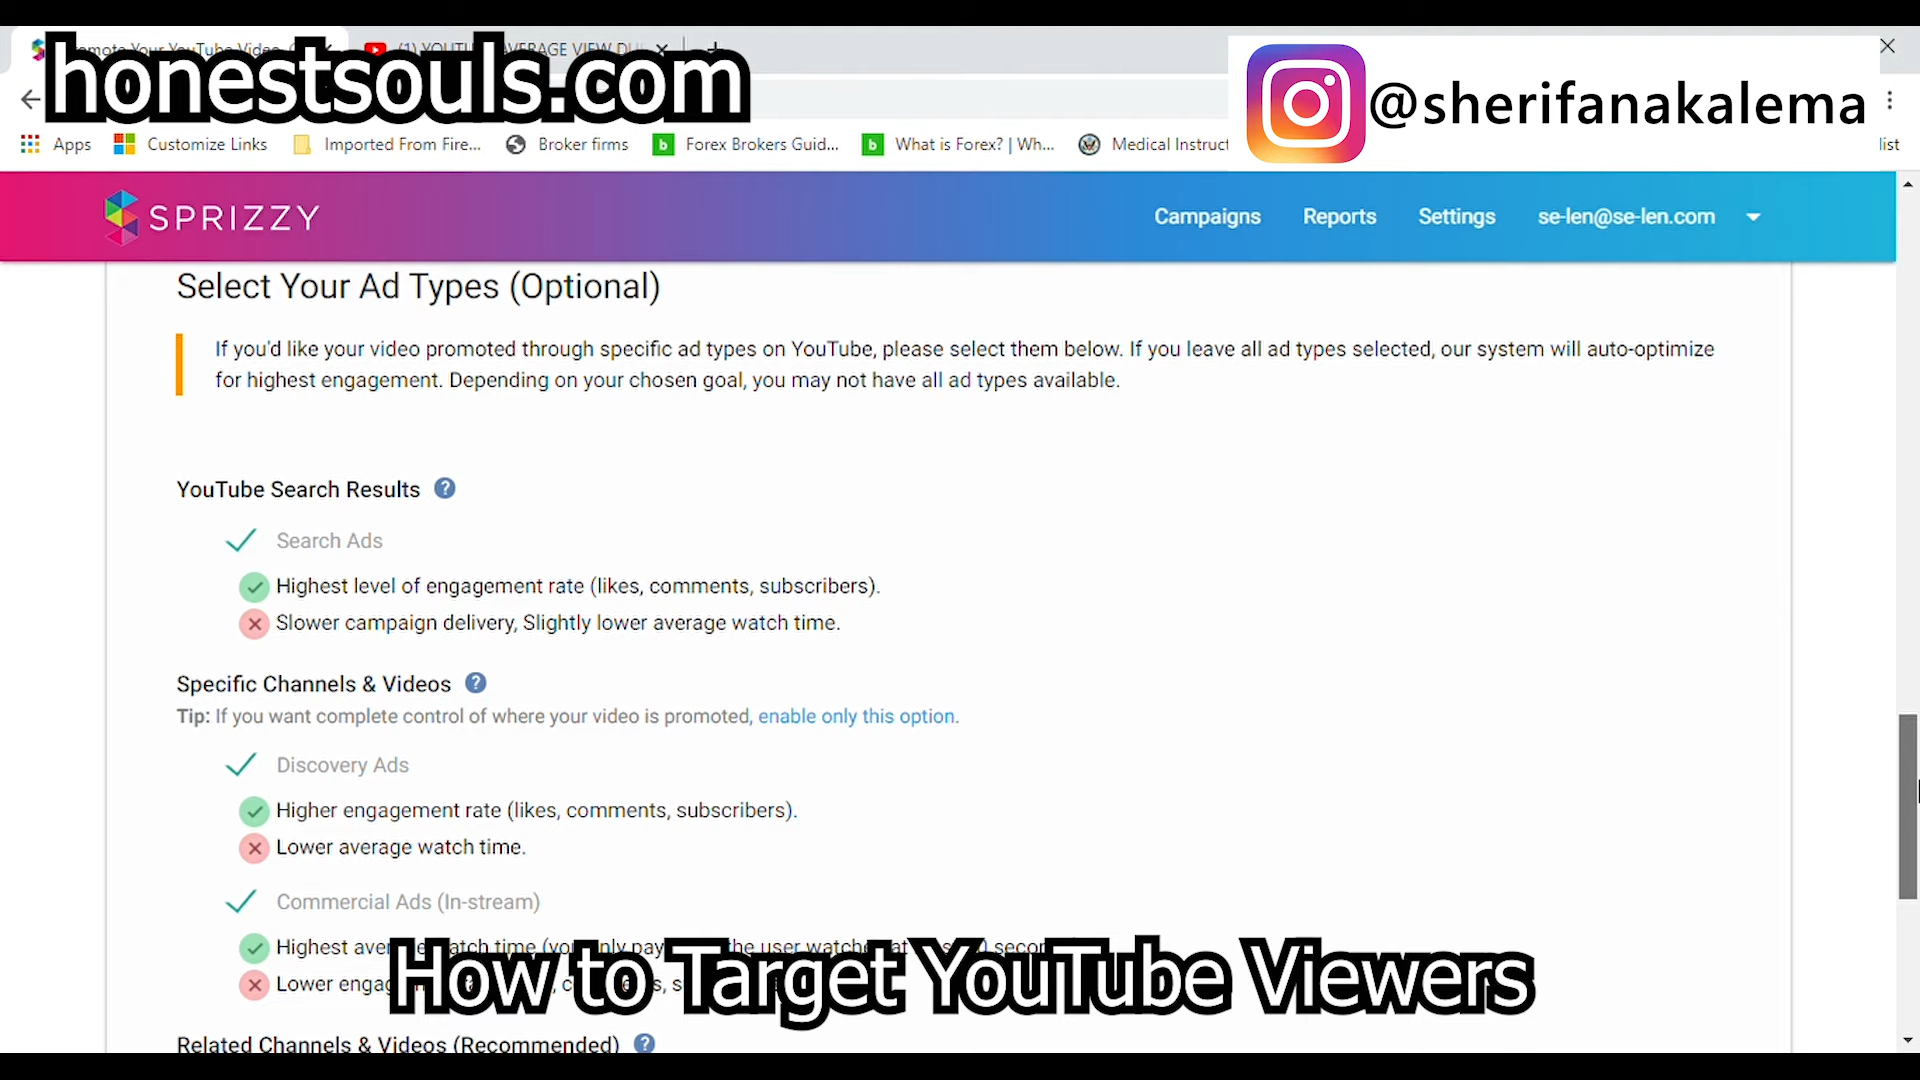 honestsouls.com
@sherifanakalema
Apps Customize Links Imported From Fire... Broker firms Forex Brokers Guid... What is Forex? | Wh... Medical Instruct list
SPRIZZY Campaigns Reports Settings se-len@se-len.com
Select Your Ad Types (Optional)
If you'd like your video promoted through specific ad types on YouTube, please select them below. If you leave all ad types selected, our system will auto-optimize
for highest engagement. Depending on your chosen goal, you may not have all ad types available.
YouTube Search Results
Search Ads
Highest level of engagement rate (likes, comments, subscribers).
Slower campaign delivery, Slightly lower average watch time.
Specific Channels & Videos
Tip: If you want complete control of where your video is promoted, enable only this option.
Discovery Ads
Higher engagement rate (likes, comments, subscribers).
Lower average watch time.
Commercial Ads (In-stream)
Highest watch time the user
Lower
How to Target YouTube Viewers
Related Channels & Videos (Recommended)